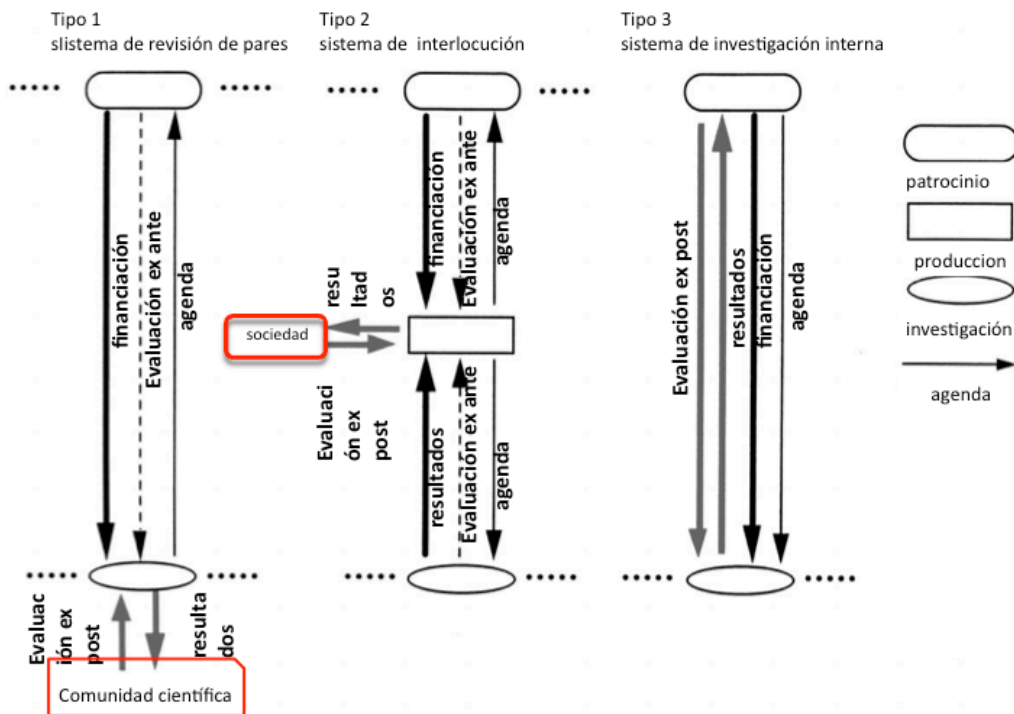 Tipo 1
slistema de revisión de pares
Tipo 2
sistema de interlocución
Tipo 3
sistema de investigación interna
financiación
Evaluación ex ante
agenda
Evaluac
ión ex
post
resulta
dos
Comunidad científica
financiación
Evaluación ex ante
agenda
resu
ltad
os
sociedad
Evaluaci
ón ex
post
resultados
Evaluación ex ante
agenda
Evaluación ex post
resultados
financiación
agenda
patrocinio
produccion
investigación
agenda